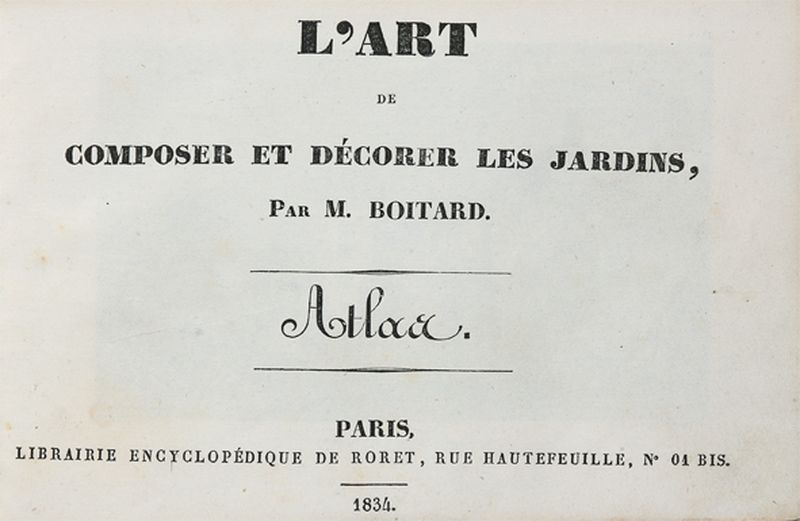 L'ART
DE
COMPOSER ET DÉCORER LES JARDINS,
PAR M. BOITARD.
Atlas.
PARIS,
LIBRAIRIE ENCYCLOPÉDIQUE DE RORET, RUE HAUTEFEUILLE, N° 01 BIS.
1834.